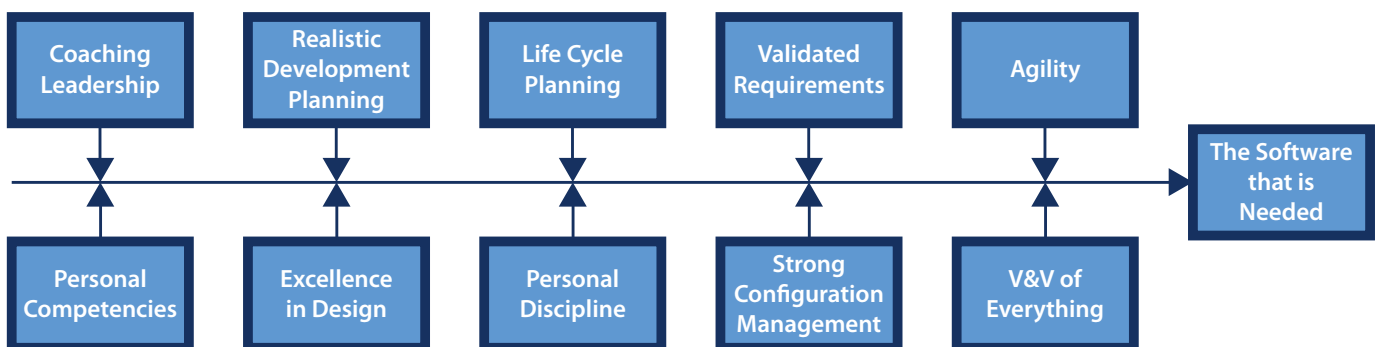 Coaching
Leadership
Realistic
Development
Planning
Life Cycle
Planning
Validated
Requirements
Agility
The Software
that is
Needed
Personal
Competencies
Excellence
in Design
Personal
Discipline
Strong
Configuration
Management
V&V of
Everything